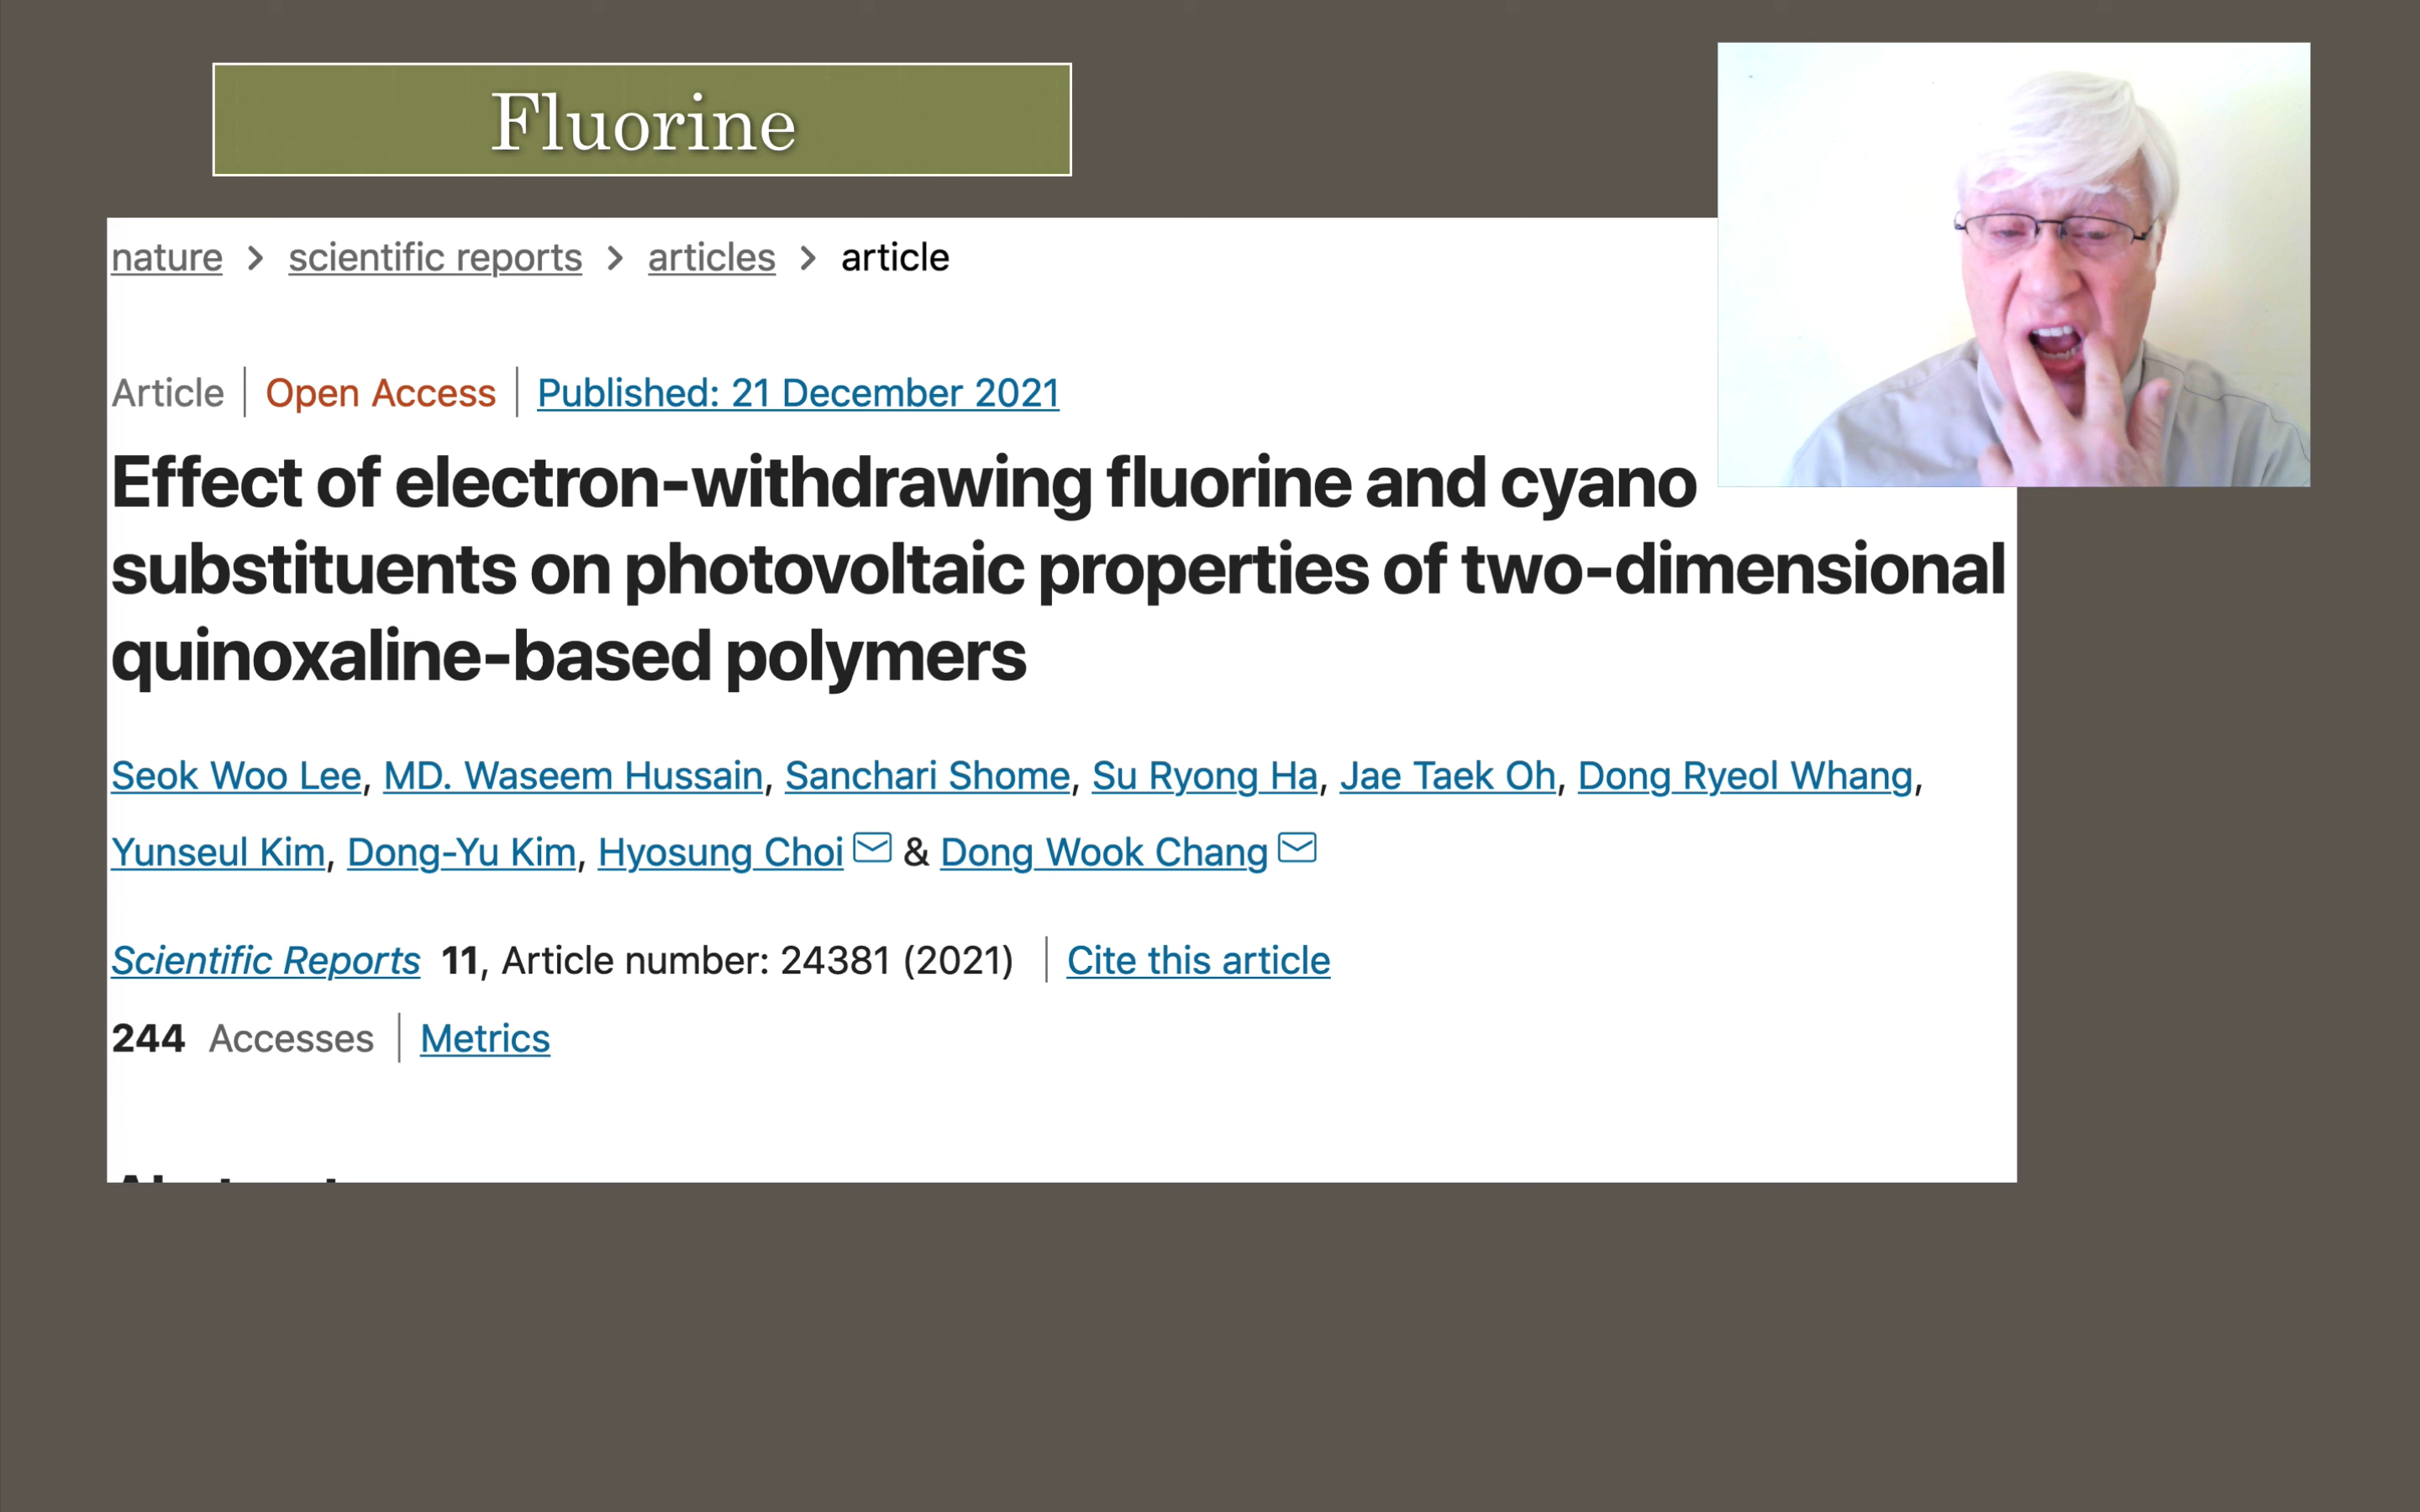 Fluorine
nature > scientific reports > articles > article
Article | Open Access | Published: 21 December 2021
Effect of electron-withdrawing fluorine and cyano
substituents on photovoltaic properties of two-dimensional
quinoxaline-based polymers
Seok Woo Lee, MD. Waseem Hussain, Sanchari Shome, Su Ryong Ha, Jae Taek Oh, Dong Ryeol Whang,
Yunseul Kim, Dong-Yu Kim, Hyosung Choi & Dong Wook Chang
Scientific Reports 11, Article number: 24381 (2021) | Cite this article
244 Accesses | Metrics